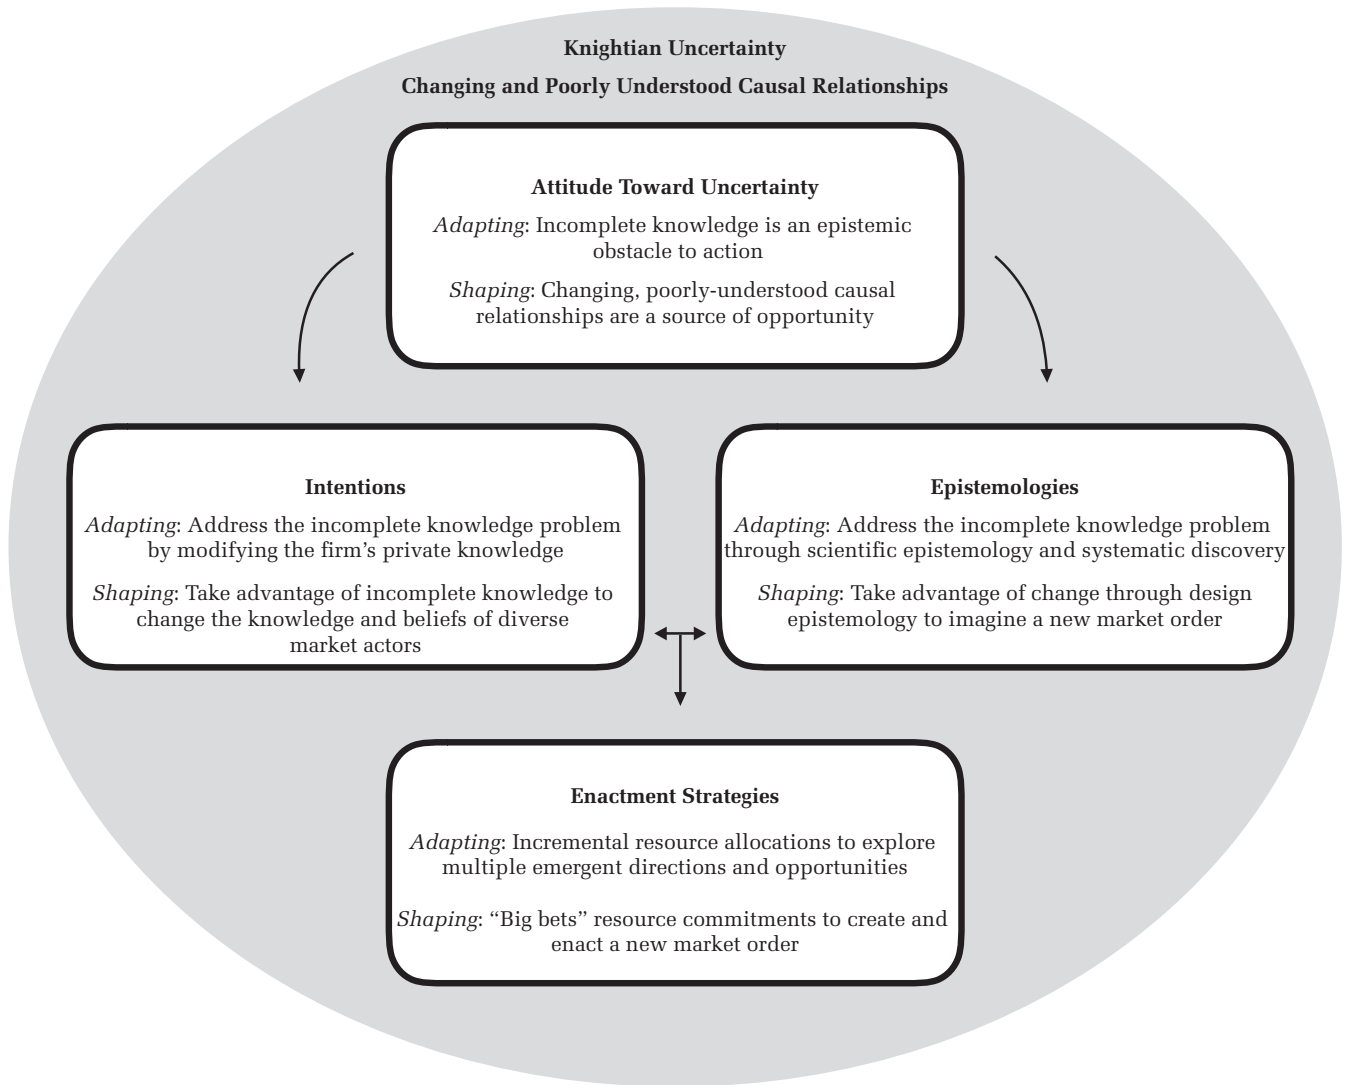 Knightian Uncertainty
Changing and Poorly Understood Causal Relationships
Attitude Toward Uncertainty
Adapting: Incomplete knowledge is an epistemic
obstacle to action
Shaping: Changing, poorly-understood causal
relationships are a source of opportunity
Intentions
Adapting: Address the incomplete knowledge problem
by modifying the firm’s private knowledge
Shaping: Take advantage of incomplete knowledge to
change the knowledge and beliefs of diverse
market actors
Epistemologies
Adapting: Address the incomplete knowledge problem
through scientific epistemology and systematic discovery
Shaping: Take advantage of change through design
epistemology to imagine a new market order
Enactment Strategies
Adapting: Incremental resource allocations to explore
multiple emergent directions and opportunities
Shaping: “Big bets” resource commitments to create and
enact a new market order